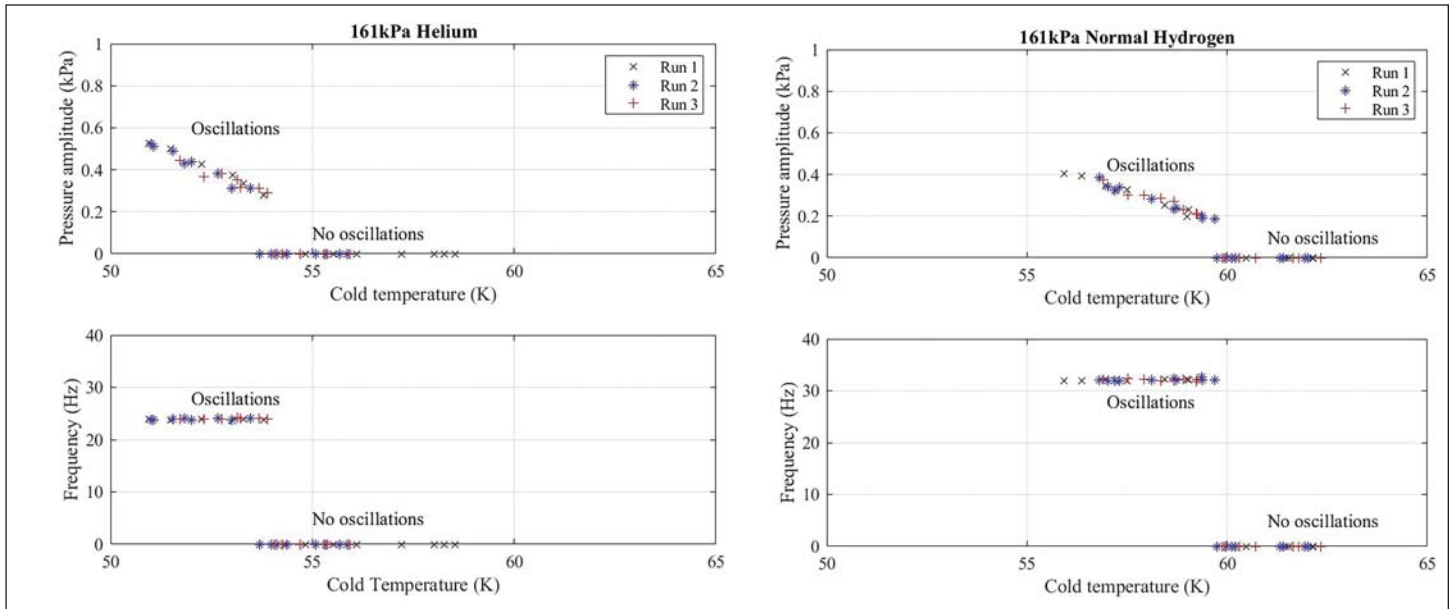 161kPa Helium
1
0.8
0.6
0.4
0.2
0
Pressure amplitude (kPa)
Run 1
Run 2
Run 3
Oscillations
No oscillations
50
55
60
65
Cold temperature (K)
161kPa Normal Hydrogen
1
0.8
0.6
0.4
0.2
0
Pressure amplitude (kPa)
Run 1
Run 2
Run 3
Oscillations
No oscillations
50
55
60
65
Cold temperature (K)
40
30
20
10
0
Frequency (Hz)
Oscillations
No oscillations
50
55
60
65
Cold Temperature (K)
40
30
20
10
0
Frequency (Hz)
Oscillations
No oscillations
50
55
60
65
Cold temperature (K)